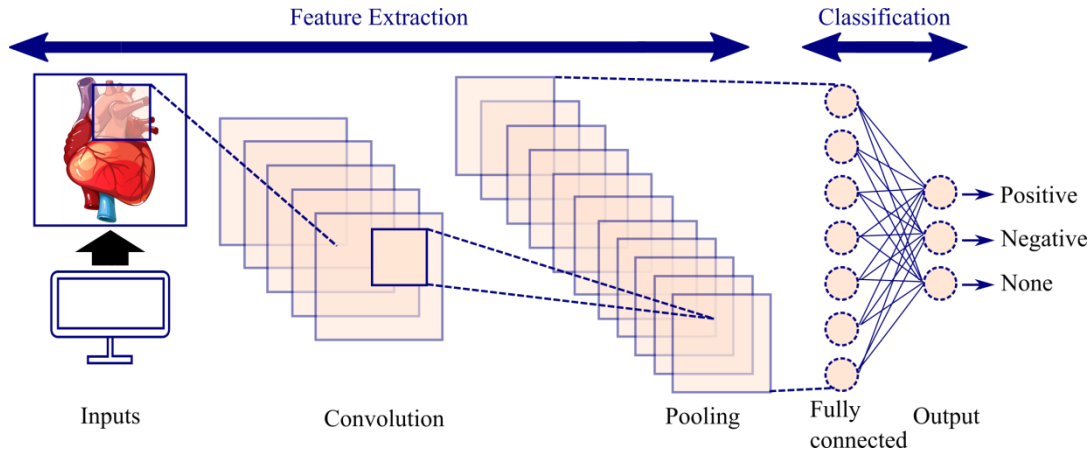 Feature Extraction
Classification
Positive
Negative
None
Inputs
Convolution
Pooling
Fully
connected
Output